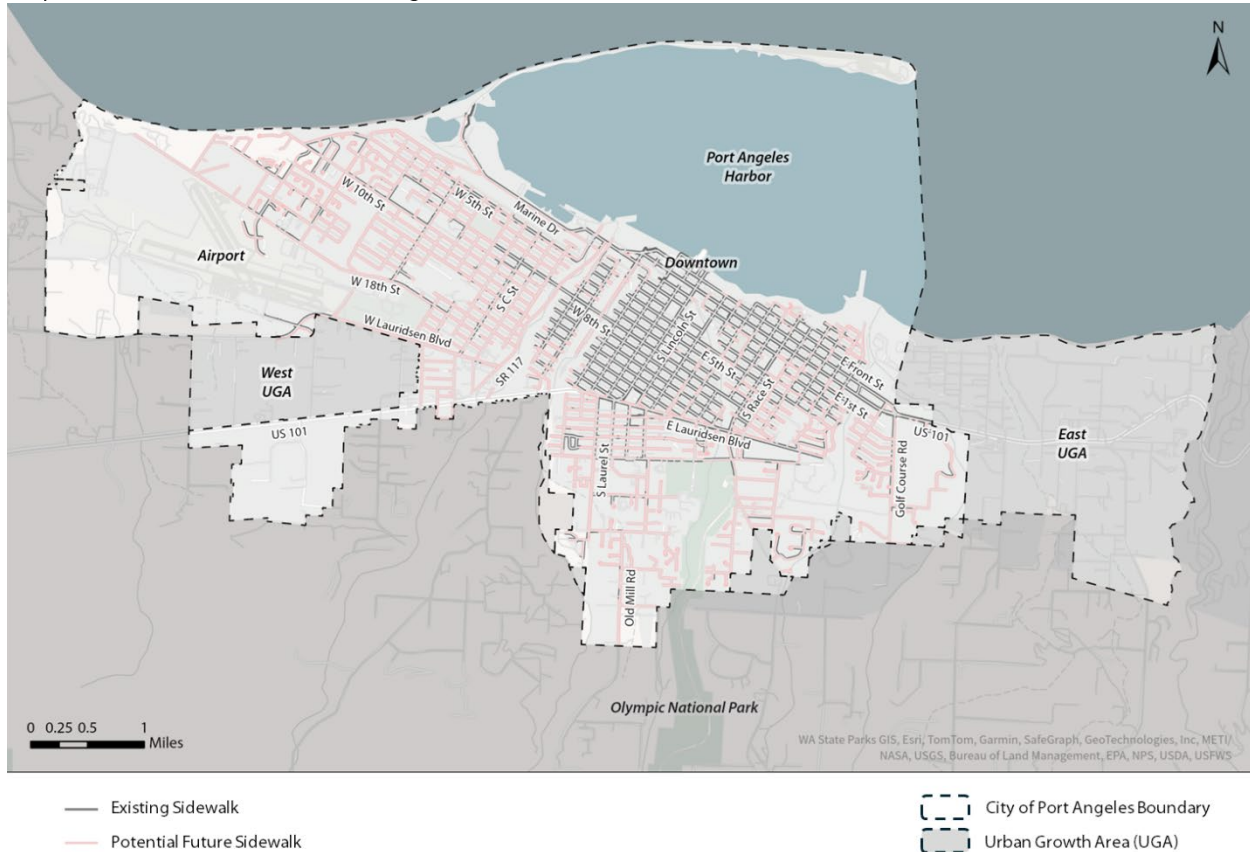 N
Port Angeles
Harbor
W 10th St
W 5th St
Marine Dr
Airport
Downtown
W 18th St
S C St
W 8th St
S Lincoln St
E Front St
W Lauridsen Blvd
E 5th St
SR 117
S Race St
E 1st St
West
UGA
US 101
E Lauridsen Blvd
US 101
East
UGA
S Laurel St
Golf Course Rd
Old Mill Rd
Olympic National Park
0 0.25 0.5 1
Miles
WA State Parks GIS, Esri, TomTom, Garmin, SafeGraph, GeoTechnologies, Inc, METI/
NASA, USGS, Bureau of Land Management, EPA, NPS, USDA, USFWS
Existing Sidewalk
City of Port Angeles Boundary
Potential Future Sidewalk
Urban Growth Area (UGA)